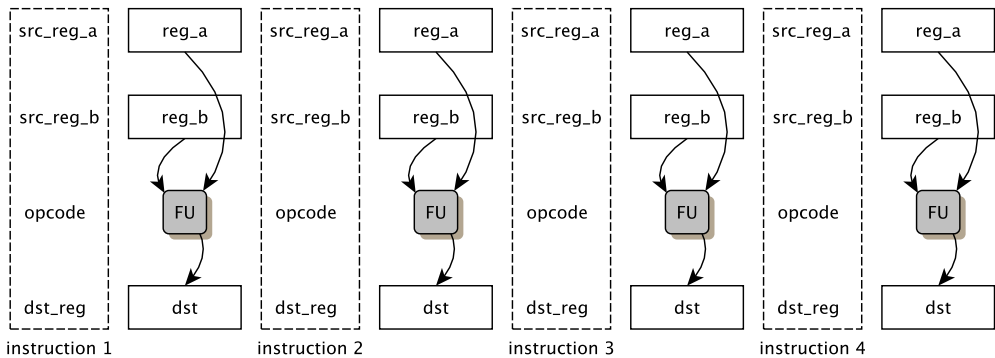 src_reg_a reg_a src_reg_a reg_a src_reg_a reg_a src_reg_a reg_a
src_reg_b reg_b src_reg_b reg_b src_reg_b reg_b src_reg_b reg_b
opcode FU opcode FU opcode FU opcode FU
dst_reg dst dst_reg dst dst_reg dst dst_reg dst
instruction 1 instruction 2 instruction 3 instruction 4